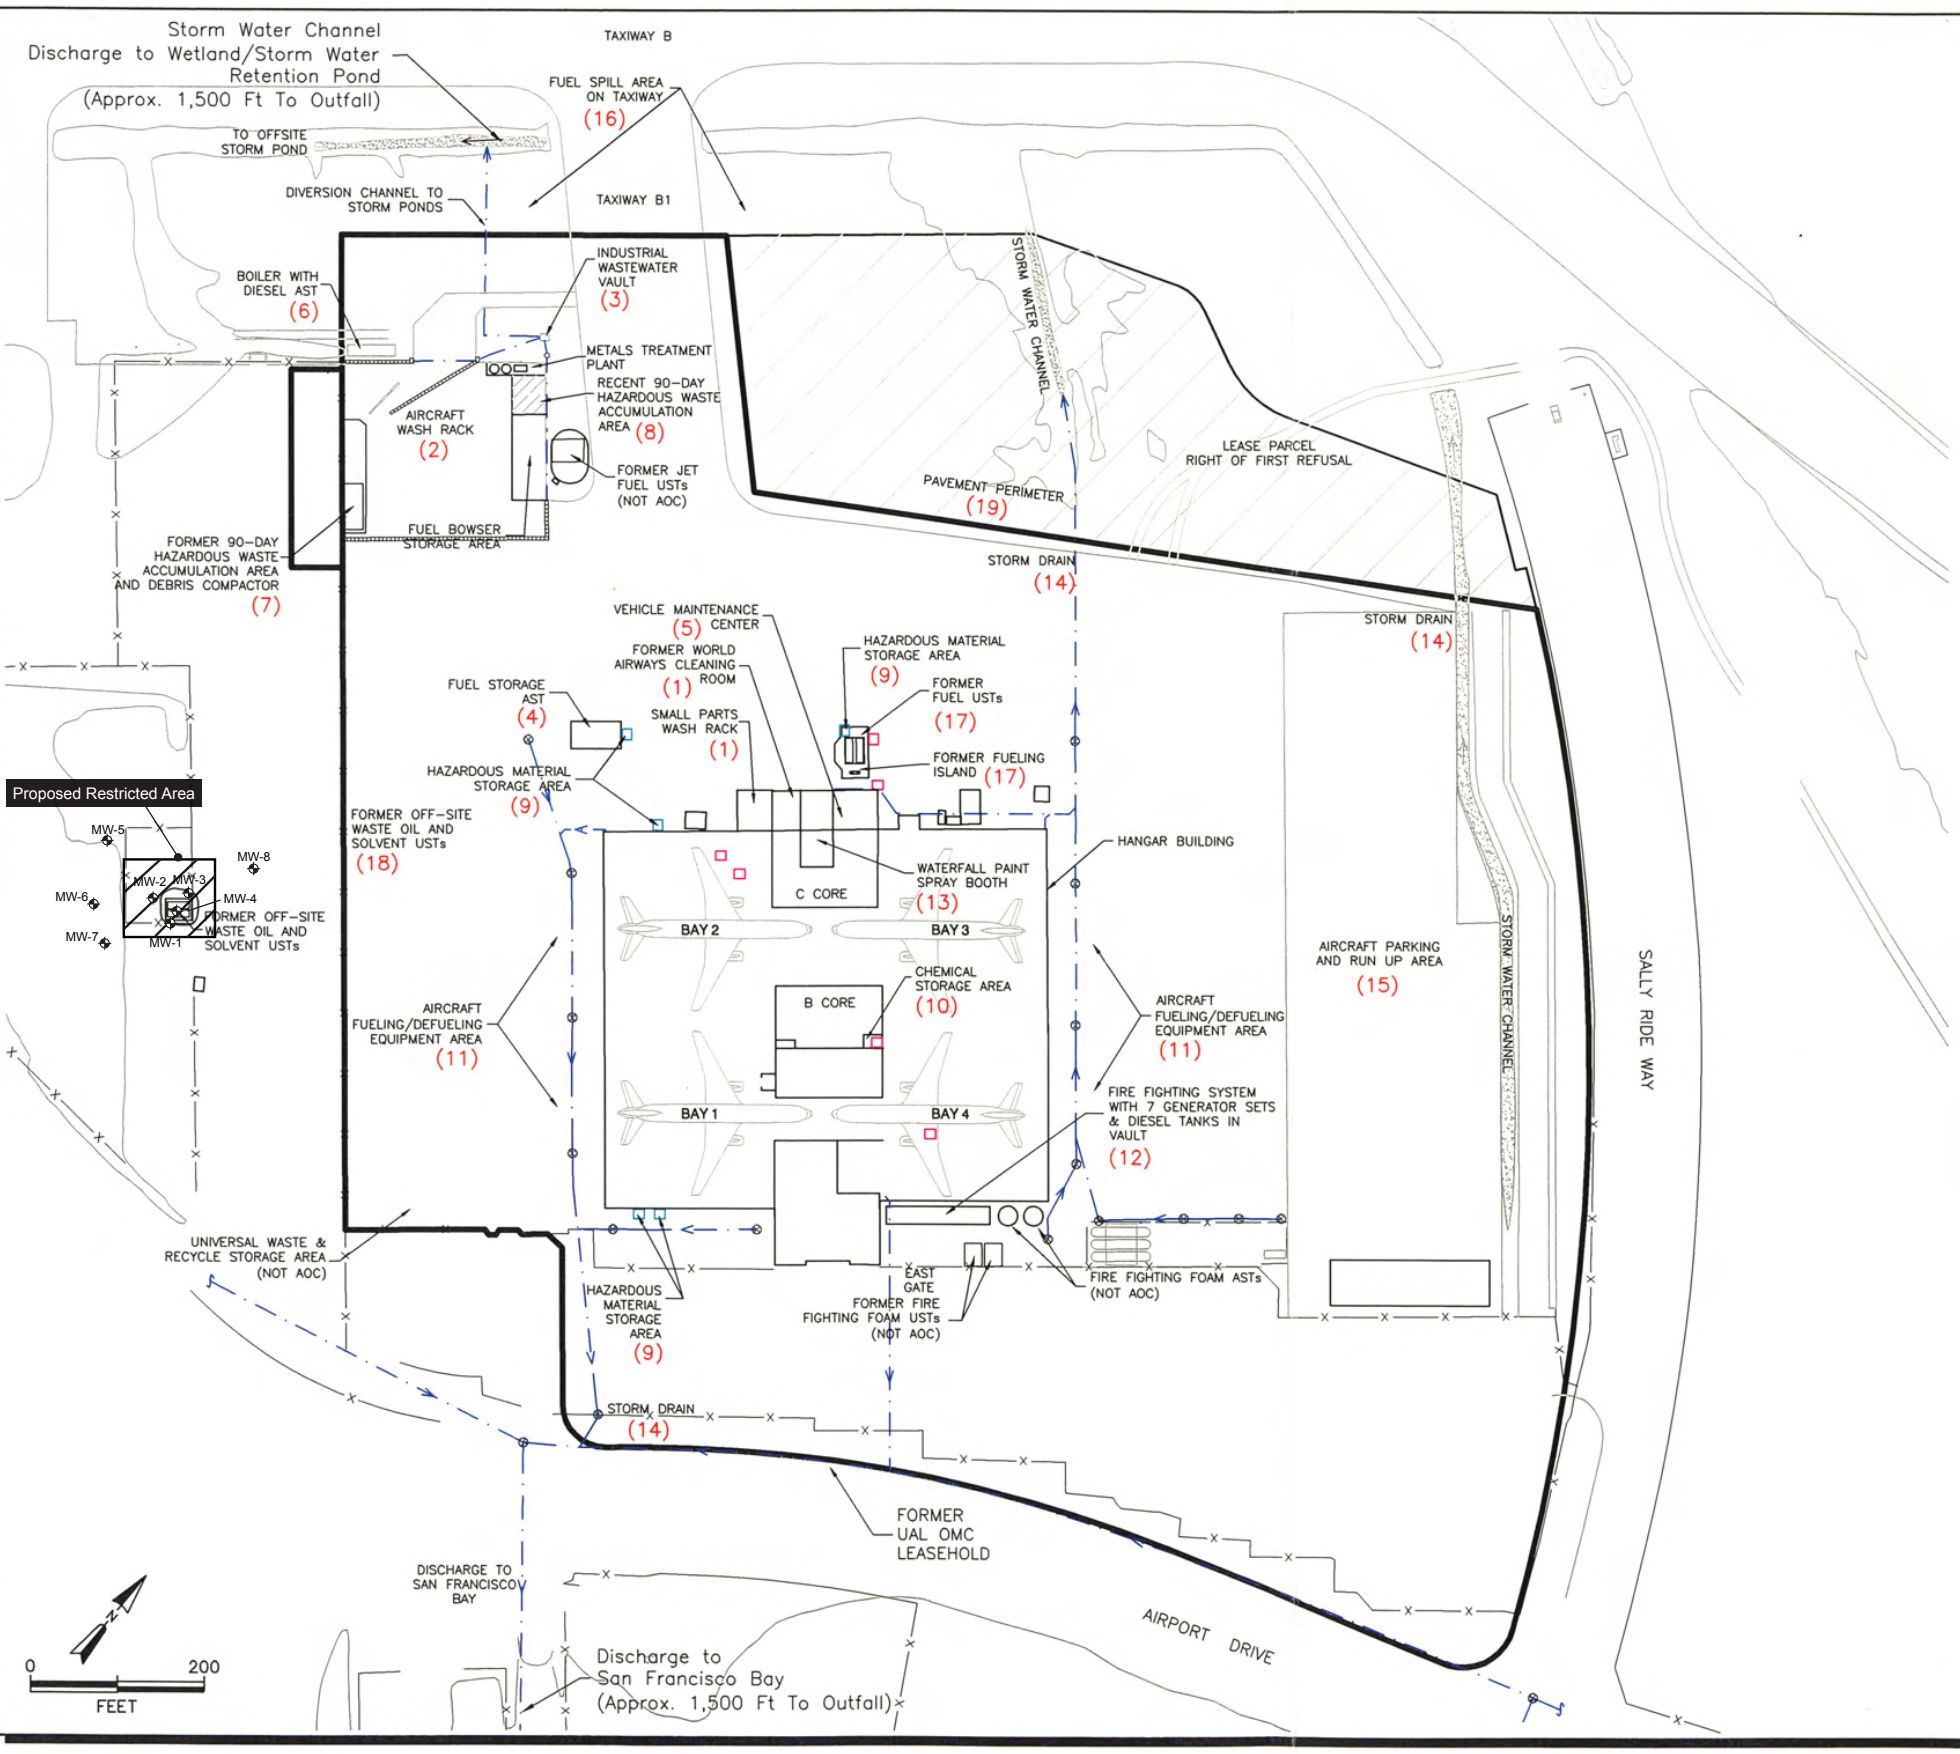 Storm Water Channel
Discharge to Wetland/Storm Water
Retention Pond
(Approx. 1,500 Ft To Outfall)
TAXIWAY B
FUEL SPILL AREA
ON TAXIWAY
(16)
TO OFFSITE
STORM POND
DIVERSION CHANNEL TO
STORM PONDS
TAXIWAY B1
BOILER WITH
DIESEL AST
(6)
INDUSTRIAL
WASTEWATER
VAULT
(3)
STORM WATER CHANNEL
METALS TREATMENT
PLANT
RECENT 90-DAY
HAZARDOUS WASTE
ACCUMULATION
AREA (8)
AIRCRAFT
WASH RACK
(2)
FORMER JET
FUEL USTs
(NOT AOC)
FUEL BOWSER
STORAGE AREA
LEASE PARCEL
RIGHT OF FIRST REFUSAL
PAVEMENT PERIMETER
(19)
FORMER 90-DAY
HAZARDOUS WASTE
ACCUMULATION AREA
AND DEBRIS COMPACTOR
(7)
STORM DRAIN
(14)
STORM DRAIN
(14)
VEHICLE MAINTENANCE
(5) CENTER
FORMER WORLD
AIRWAYS CLEANING
(1) ROOM
SMALL PARTS
WASH RACK
(1)
HAZARDOUS MATERIAL
STORAGE AREA
(9)
FORMER
FUEL USTs
(17)
FORMER FUELING
ISLAND (17)
FUEL STORAGE
AST
(4)
HAZARDOUS MATERIAL
STORAGE AREA
(9)
Proposed Restricted Area
MW-5
MW-8
MW-2
MW-3
MW-6
MW-4
MW-7
MW-1
FORMER OFF-SITE
WASTE OIL AND
SOLVENT USTs
FORMER OFF-SITE
WASTE OIL AND
SOLVENT USTs
(18)
HANGAR BUILDING
WATERFALL PAINT
SPRAY BOOTH
(13)
C CORE
BAY 2
BAY 3
CHEMICAL
STORAGE AREA
(10)
B CORE
BAY 1
BAY 4
AIRCRAFT
FUELING/DEFUELING
EQUIPMENT AREA
(11)
AIRCRAFT
FUELING/DEFUELING
EQUIPMENT AREA
(11)
AIRCRAFT PARKING
AND RUN UP AREA
(15)
STORM WATER CHANNEL
SALLY RIDE WAY
FIRE FIGHTING SYSTEM
WITH 7 GENERATOR SETS
& DIESEL TANKS IN
VAULT
(12)
UNIVERSAL WASTE &
RECYCLE STORAGE AREA
(NOT AOC)
HAZARDOUS
MATERIAL
STORAGE
AREA
(9)
EAST
GATE
FORMER FIRE
FIGHTING FOAM USTs
(NOT AOC)
FIRE FIGHTING FOAM ASTs
(NOT AOC)
STORM DRAIN
(14)
FORMER
UAL OMC
LEASEHOLD
DISCHARGE TO
SAN FRANCISCO
BAY
AIRPORT DRIVE
Discharge to
San Francisco Bay
(Approx. 1,500 Ft To Outfall)
N
0 200
FEET